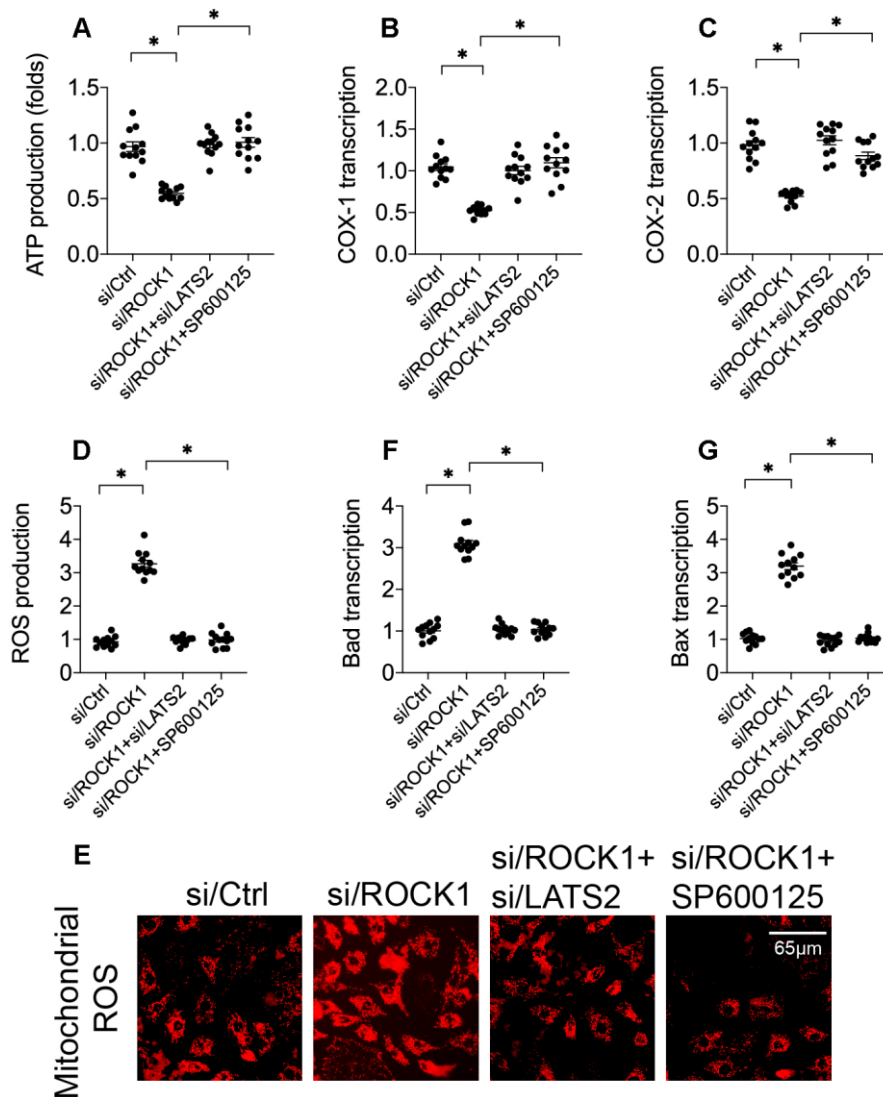 A
*
*
ATP production (folds)
1.5
1.0
0.5
0.0
si/Ctrl
si/ROCK1
si/ROCK1+si/LATS2
si/ROCK1+SP600125
B
*
*
COX-1 transcription
2.0
1.5
1.0
0.5
0.0
si/Ctrl
si/ROCK1
si/ROCK1+si/LATS2
si/ROCK1+SP600125
C
*
*
COX-2 transcription
1.5
1.0
0.5
0.0
si/Ctrl
si/ROCK1
si/ROCK1+si/LATS2
si/ROCK1+SP600125
D
*
*
ROS production
5
4
3
2
1
0
si/Ctrl
si/ROCK1
si/ROCK1+si/LATS2
si/ROCK1+SP600125
F
*
*
Bad transcription
4
3
2
1
0
si/Ctrl
si/ROCK1
si/ROCK1+si/LATS2
si/ROCK1+SP600125
G
*
*
Bax transcription
5
4
3
2
1
0
si/Ctrl
si/ROCK1
si/ROCK1+si/LATS2
si/ROCK1+SP600125
E
si/Ctrl
si/ROCK1
si/ROCK1+
si/LATS2
si/ROCK1+
SP600125
Mitochondrial
ROS
65µm